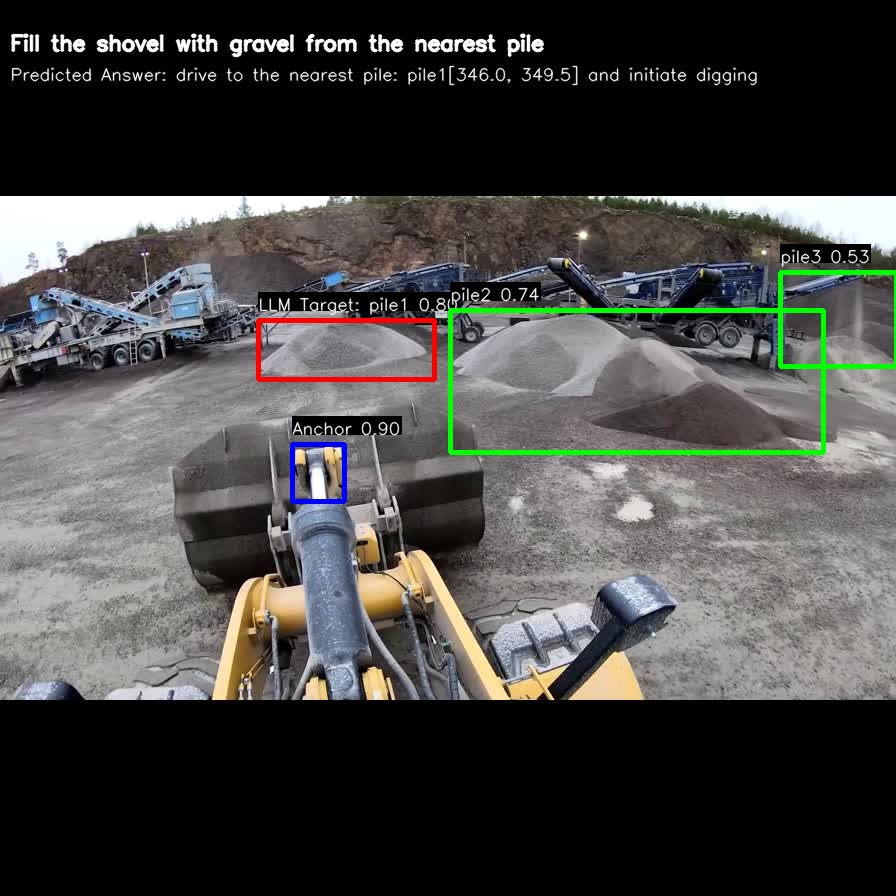 Fill the shovel with gravel from the nearest pile
Predicted Answer: drive to the nearest pile: pile1[346.0, 349.5] and initiate digging
pile3 0.53
LLM Target: pile1 0.80
pile2 0.74
Anchor 0.90